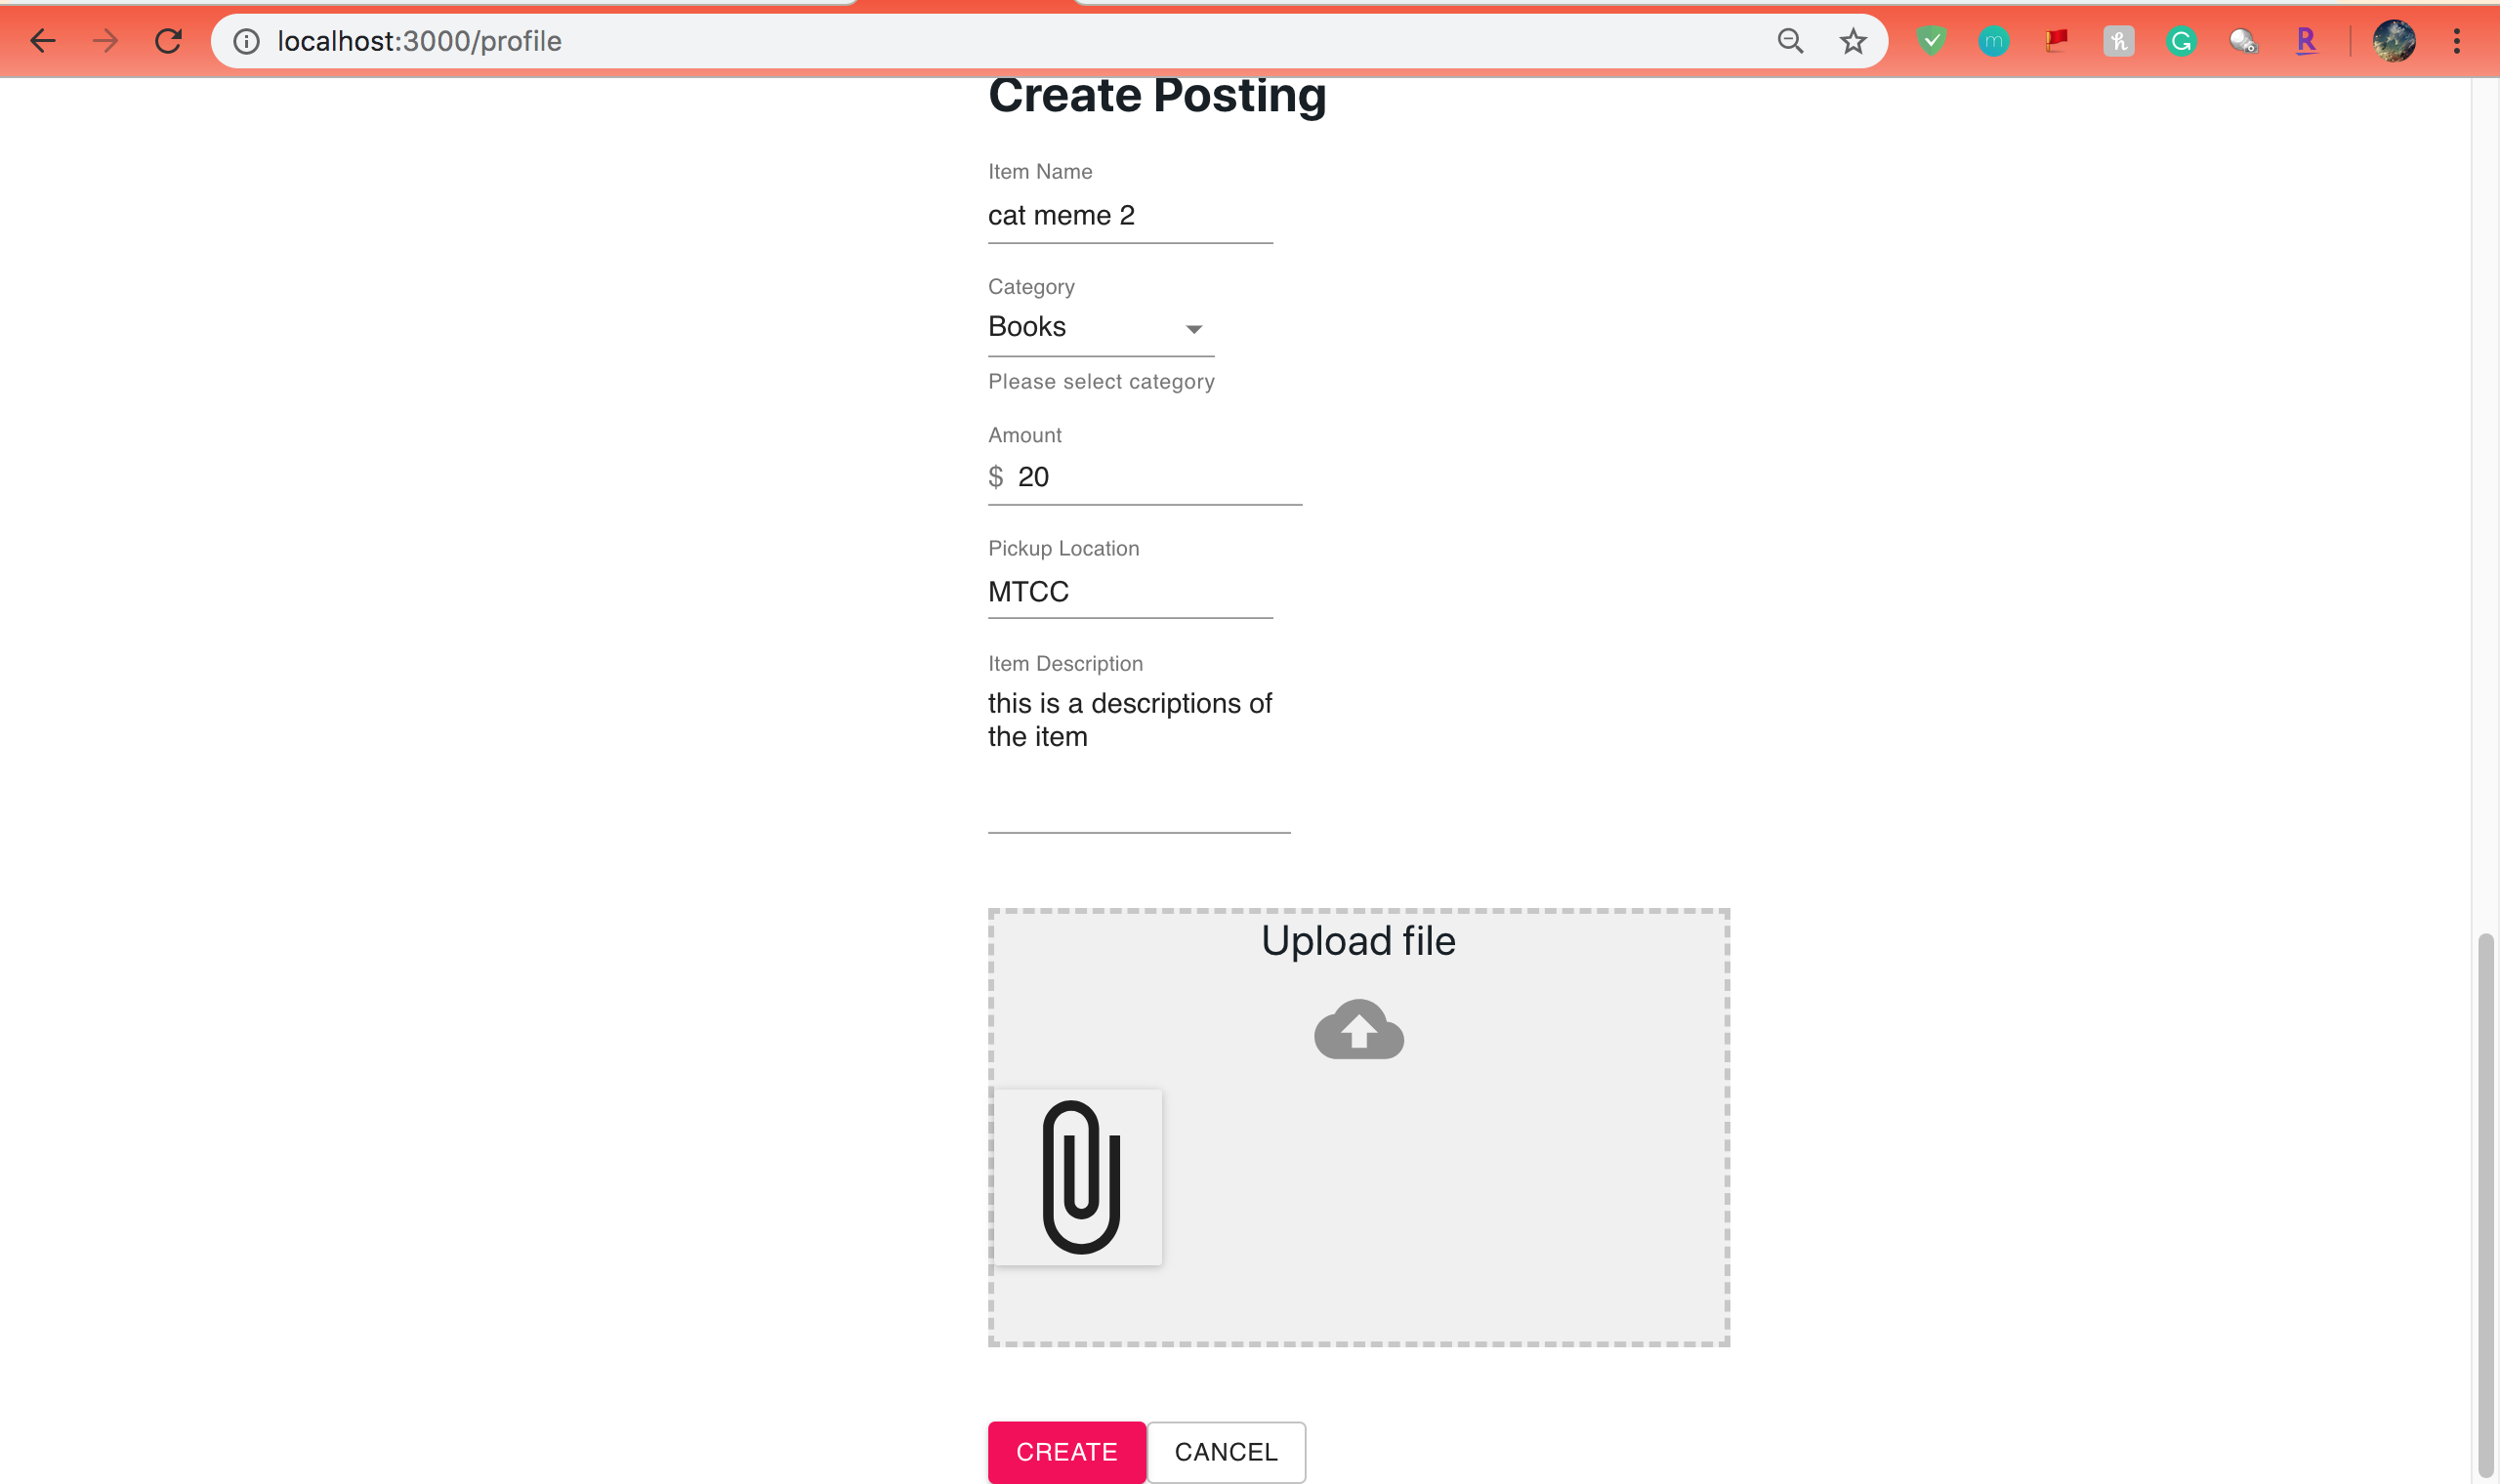 localhost:3000/profile
Create Posting
Item Name
cat meme 2
Category
Books
Please select category
Amount
$ 20
Pickup Location
MTCC
Item Description
this is a descriptions of
the item
Upload file
CREATE
CANCEL
m
h
G
R